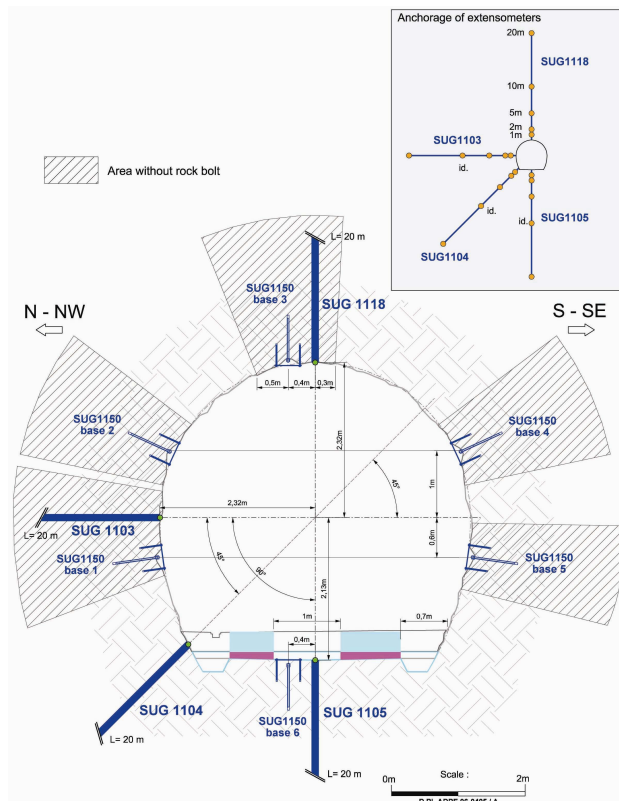 Anchorage of extensometers
20m
SUG1118
10m
5m
2m
1m
SUG1103
id.
id.
id.
SUG1105
SUG1104
Area without rock bolt
L= 20 m
SUG1150
base 3
SUG 1118
N - NW
S - SE
0,5m
0,4m
0,3m
SUG1150
base 2
SUG1150
base 4
2,32m
45°
1m
2,32m
L= 20 m
SUG 1103
0,6m
SUG1150
base 1
45°
90°
2,13m
SUG1150
base 5
1m
0,7m
0,4m
SUG 1104
SUG1150
base 6
SUG 1105
L= 20 m
L= 20 m
Scale :
0m
2m